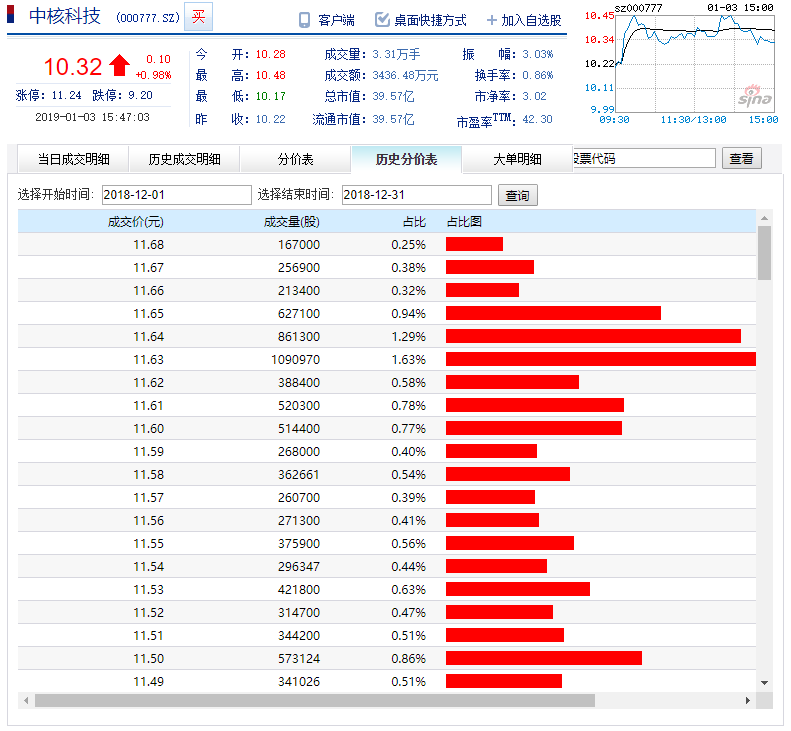 中核科技 (000777.SZ) 买 客户端 桌面快捷方式 + 加入自选股
10.32 0.10
+0.98%
涨停：11.24 跌停：9.20
2019-01-03 15:47:03
今 开：10.28 成交量：3.31万手 振 幅：3.03%
最 高：10.48 成交额：3436.48万元 换手率：0.86%
最 低：10.17 总市值：39.57亿 市净率：3.02
昨 收：10.22 流通市值：39.57亿 市盈率TTM：42.30
sz000777 01-03 15:00
10.45
10.34
10.22
10.11
9.99
sina
09:30 11:30/13:00 15:00
当日成交明细 历史成交明细 分价表 历史分价表 大单明细 股票代码 查看
选择开始时间： 2018-12-01 选择结束时间： 2018-12-31 查询
成交价(元) 成交量(股) 占比 占比图
11.68 167000 0.25%
11.67 256900 0.38%
11.66 213400 0.32%
11.65 627100 0.94%
11.64 861300 1.29%
11.63 1090970 1.63%
11.62 388400 0.58%
11.61 520300 0.78%
11.60 514400 0.77%
11.59 268000 0.40%
11.58 362661 0.54%
11.57 260700 0.39%
11.56 271300 0.41%
11.55 375900 0.56%
11.54 296347 0.44%
11.53 421800 0.63%
11.52 314700 0.47%
11.51 344200 0.51%
11.50 573124 0.86%
11.49 341026 0.51%